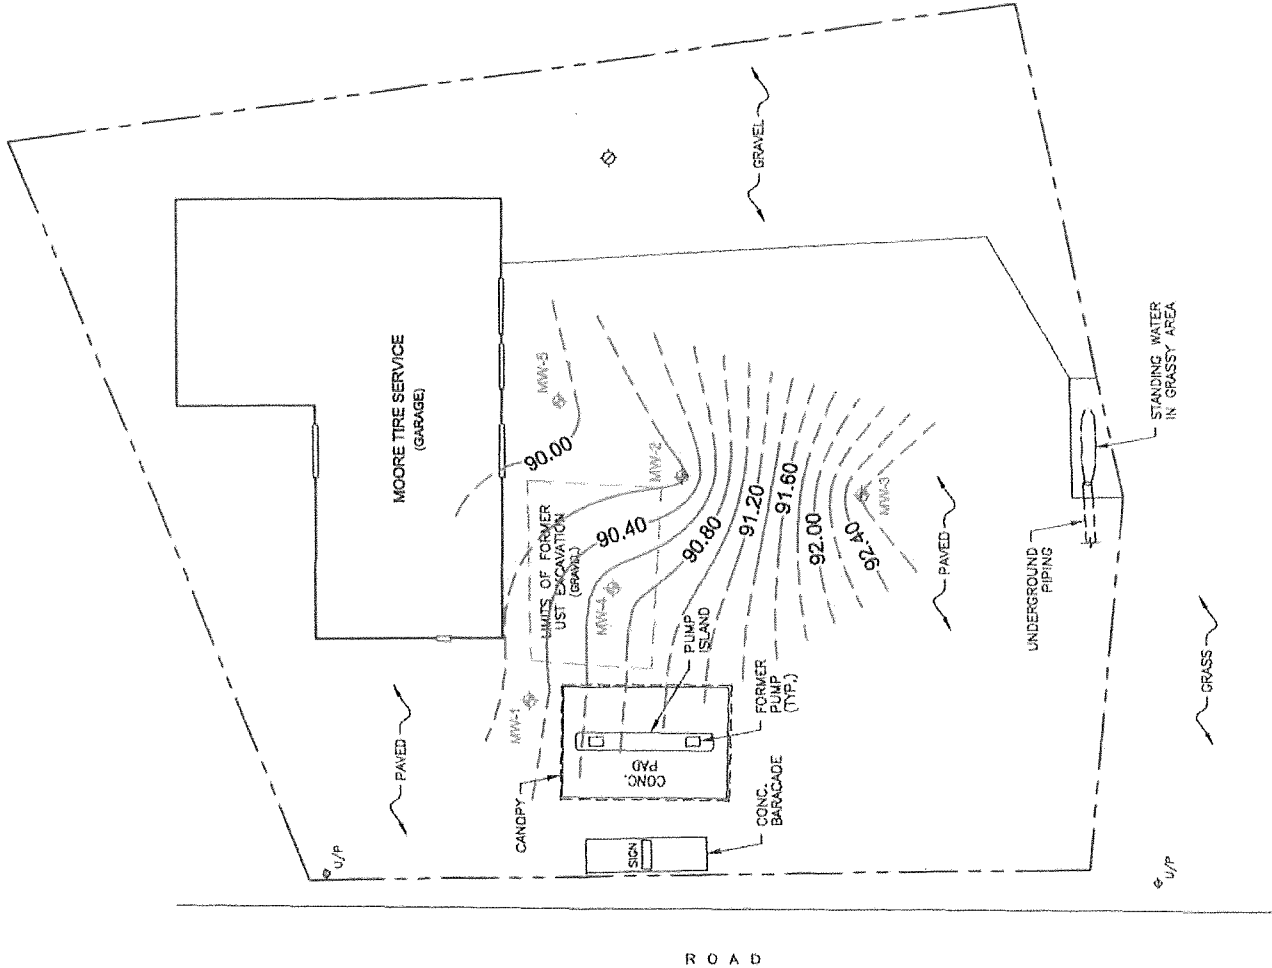 GRAVEL
MOORE TIRE SERVICE
(GARAGE)
STANDING WATER
IN GRASSY AREA
MW-5
90.00
MW-2
LIMITS OF FORMER
UST EXCAVATION
90.40
90.80
91.20
91.60
92.00
92.40
MW-3
MW-4
PAVED
UNDERGROUND
PIPING
PUMP
ISLAND
FORMER
PUMP
(TYP.)
GRASS
MW-1
PAVED
CONC.
PAD
CANOPY
CONC.
BARACADE
SIGN
U/P
U/P
ROAD